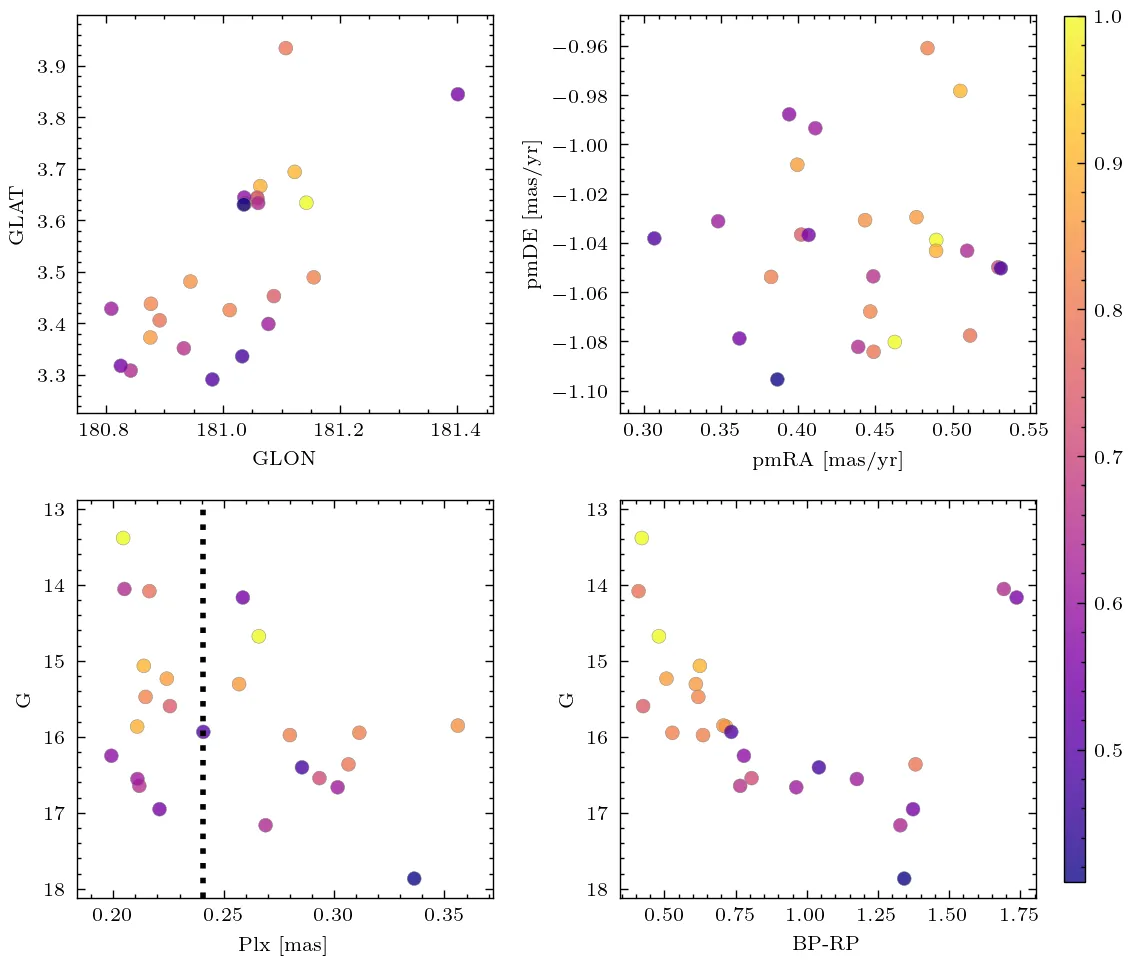 3.9
3.8
3.7
3.6
3.5
3.4
3.3
GLAT
180.8 181.0 181.2 181.4
GLON
−0.96
−0.98
−1.00
−1.02
−1.04
−1.06
−1.08
−1.10
pmDE [mas/yr]
0.30 0.35 0.40 0.45 0.50 0.55
pmRA [mas/yr]
13
14
15
16
17
18
G
0.20 0.25 0.30 0.35
Plx [mas]
13
14
15
16
17
18
G
0.50 0.75 1.00 1.25 1.50 1.75
BP-RP
1.0
0.9
0.8
0.7
0.6
0.5